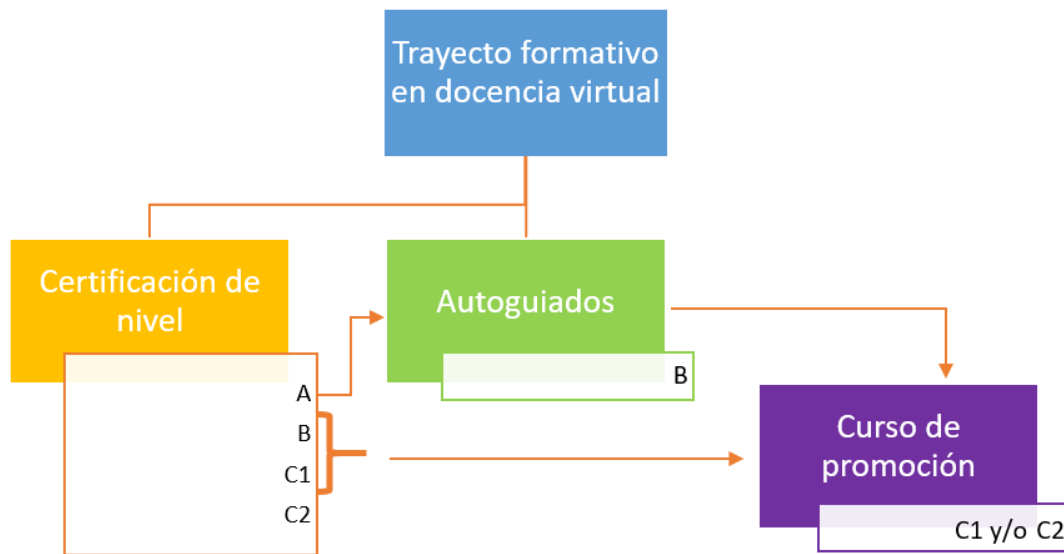 Trayecto formativo
en docencia virtual
Certificación de
nivel
A
B
C1
C2
Autoguiados
B
Curso de
promoción
C1 y/o C2